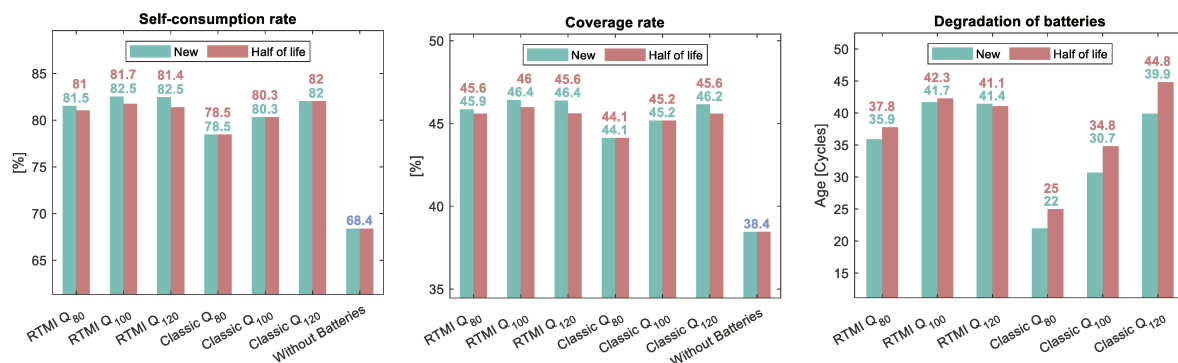 Self-consumption rate
New
Half of life
[%]
85
80
75
70
65
81
81.5
81.7
82.5
81.4
82.5
78.5
78.5
80.3
80.3
82
82
68.4
RTMI Q80
RTMI Q100
RTMI Q120
Classic Q80
Classic Q100
Classic Q120
Without Batteries
Coverage rate
New
Half of life
[%]
50
45
40
35
45.6
45.9
46
46.4
45.6
46.4
44.1
44.1
45.2
45.2
45.6
46.2
38.4
RTMI Q80
RTMI Q100
RTMI Q120
Classic Q80
Classic Q100
Classic Q120
Without Batteries
Degradation of batteries
New
Half of life
Age [Cycles]
50
45
40
35
30
25
20
15
37.8
35.9
42.3
41.7
41.1
41.4
25
22
34.8
30.7
44.8
39.9
RTMI Q80
RTMI Q100
RTMI Q120
Classic Q80
Classic Q100
Classic Q120